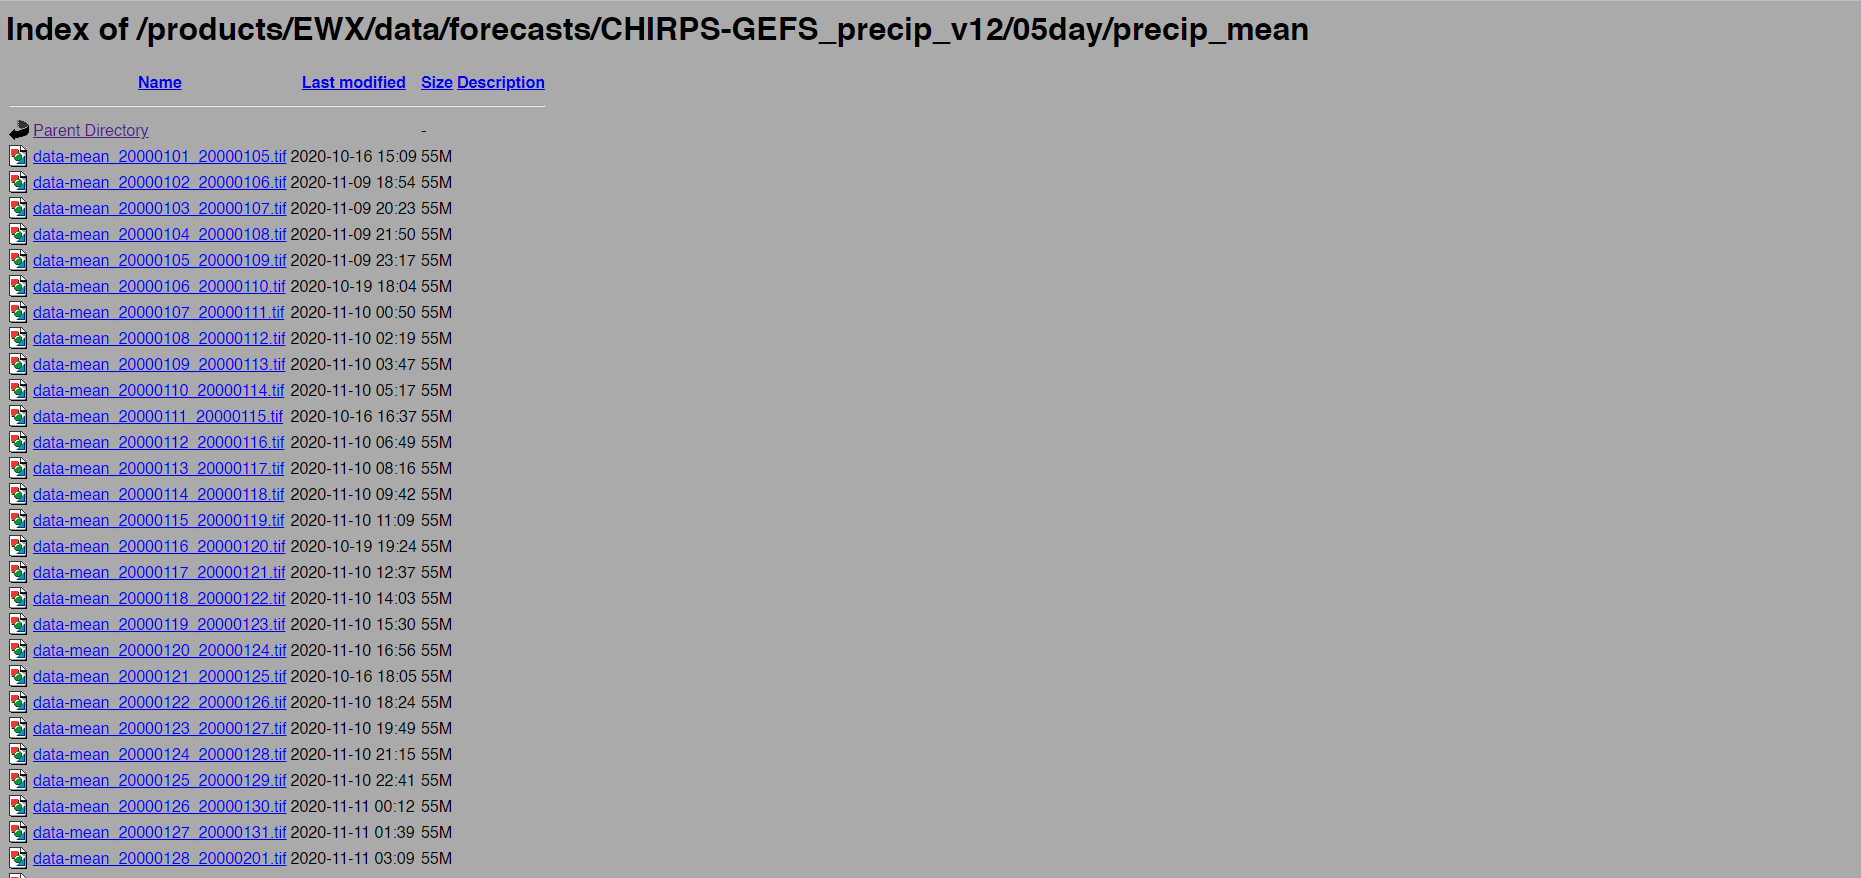 Index of /products/EWX/data/forecasts/CHIRPS-GEFS_precip_v12/05day/precip_mean
Name Last modified Size Description
Parent Directory -
data-mean_20000101_20000105.tif 2020-10-16 15:09 55M
data-mean_20000102_20000106.tif 2020-11-09 18:54 55M
data-mean_20000103_20000107.tif 2020-11-09 20:23 55M
data-mean_20000104_20000108.tif 2020-11-09 21:50 55M
data-mean_20000105_20000109.tif 2020-11-09 23:17 55M
data-mean_20000106_20000110.tif 2020-10-19 18:04 55M
data-mean_20000107_20000111.tif 2020-11-10 00:50 55M
data-mean_20000108_20000112.tif 2020-11-10 02:19 55M
data-mean_20000109_20000113.tif 2020-11-10 03:47 55M
data-mean_20000110_20000114.tif 2020-11-10 05:17 55M
data-mean_20000111_20000115.tif 2020-10-16 16:37 55M
data-mean_20000112_20000116.tif 2020-11-10 06:49 55M
data-mean_20000113_20000117.tif 2020-11-10 08:16 55M
data-mean_20000114_20000118.tif 2020-11-10 09:42 55M
data-mean_20000115_20000119.tif 2020-11-10 11:09 55M
data-mean_20000116_20000120.tif 2020-10-19 19:24 55M
data-mean_20000117_20000121.tif 2020-11-10 12:37 55M
data-mean_20000118_20000122.tif 2020-11-10 14:03 55M
data-mean_20000119_20000123.tif 2020-11-10 15:30 55M
data-mean_20000120_20000124.tif 2020-11-10 16:56 55M
data-mean_20000121_20000125.tif 2020-10-16 18:05 55M
data-mean_20000122_20000126.tif 2020-11-10 18:24 55M
data-mean_20000123_20000127.tif 2020-11-10 19:49 55M
data-mean_20000124_20000128.tif 2020-11-10 21:15 55M
data-mean_20000125_20000129.tif 2020-11-10 22:41 55M
data-mean_20000126_20000130.tif 2020-11-11 00:12 55M
data-mean_20000127_20000131.tif 2020-11-11 01:39 55M
data-mean_20000128_20000201.tif 2020-11-11 03:09 55M